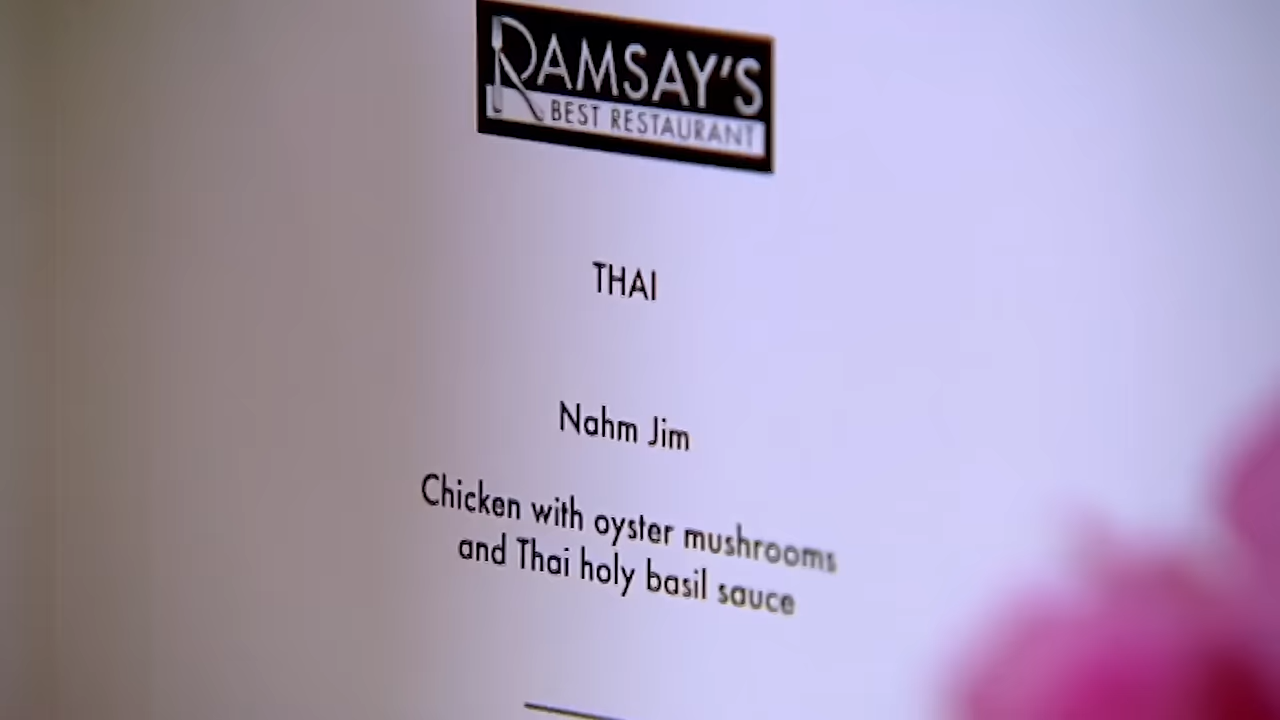 RAMSAY'S
BEST RESTAURANT
THAI
Nahm Jim
Chicken with oyster mushrooms
and Thai holy basil sauce